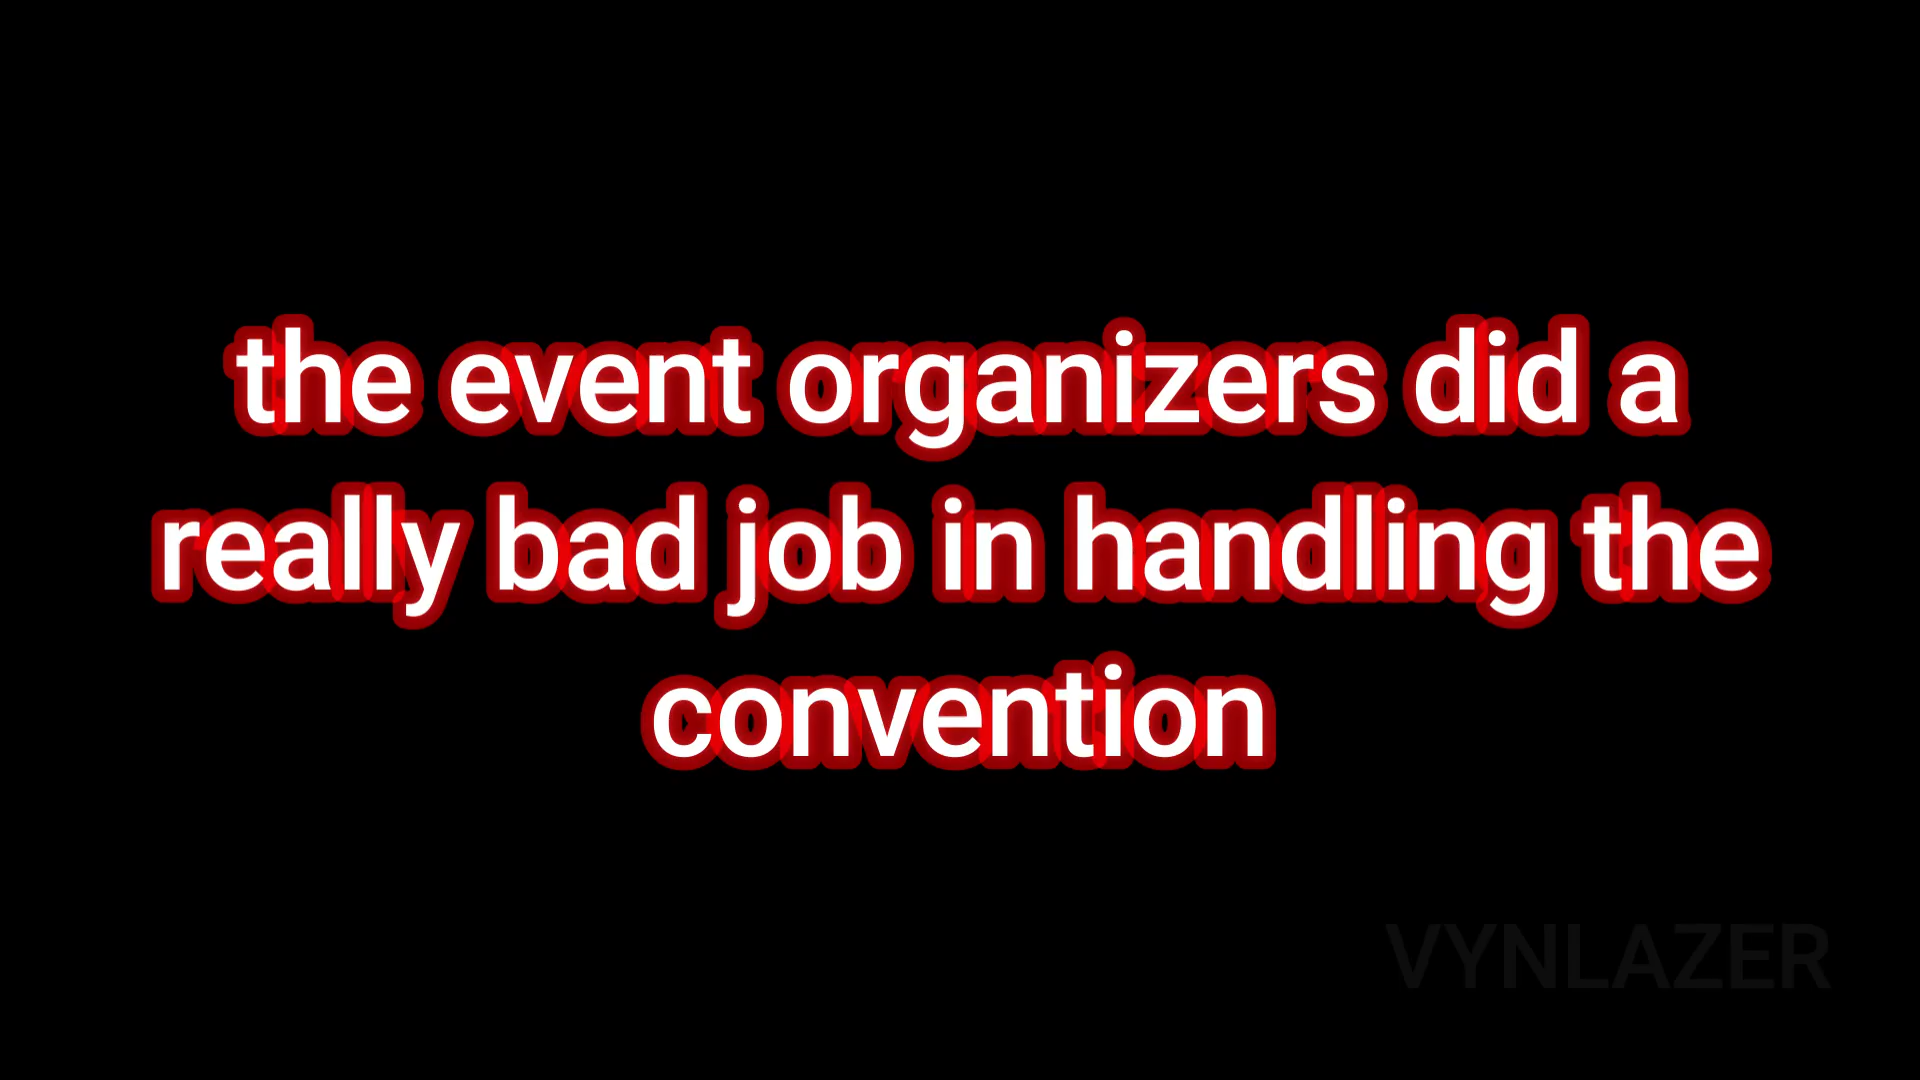 the event organizers did a
really bad job in handling the
convention
VYNLAZER